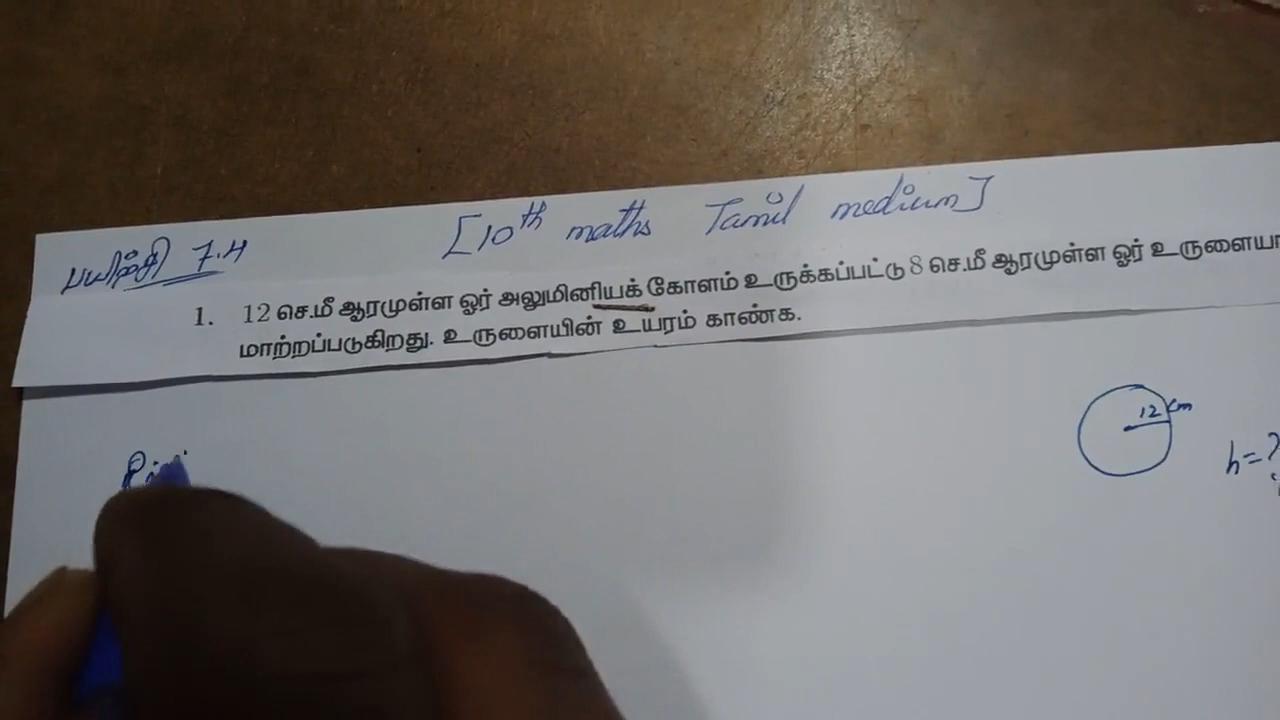 [10th maths Tamil medium]
பயிற்சி 7.4
1. 12 செ.மீ ஆரமுள்ள ஓர் அலுமினியக் கோளம் உருக்கப்பட்டு 8 செ.மீ ஆரமுள்ள ஓர் உருளையா
மாற்றப்படுகிறது. உருளையின் உயரம் காண்க.
12 cm
h=?